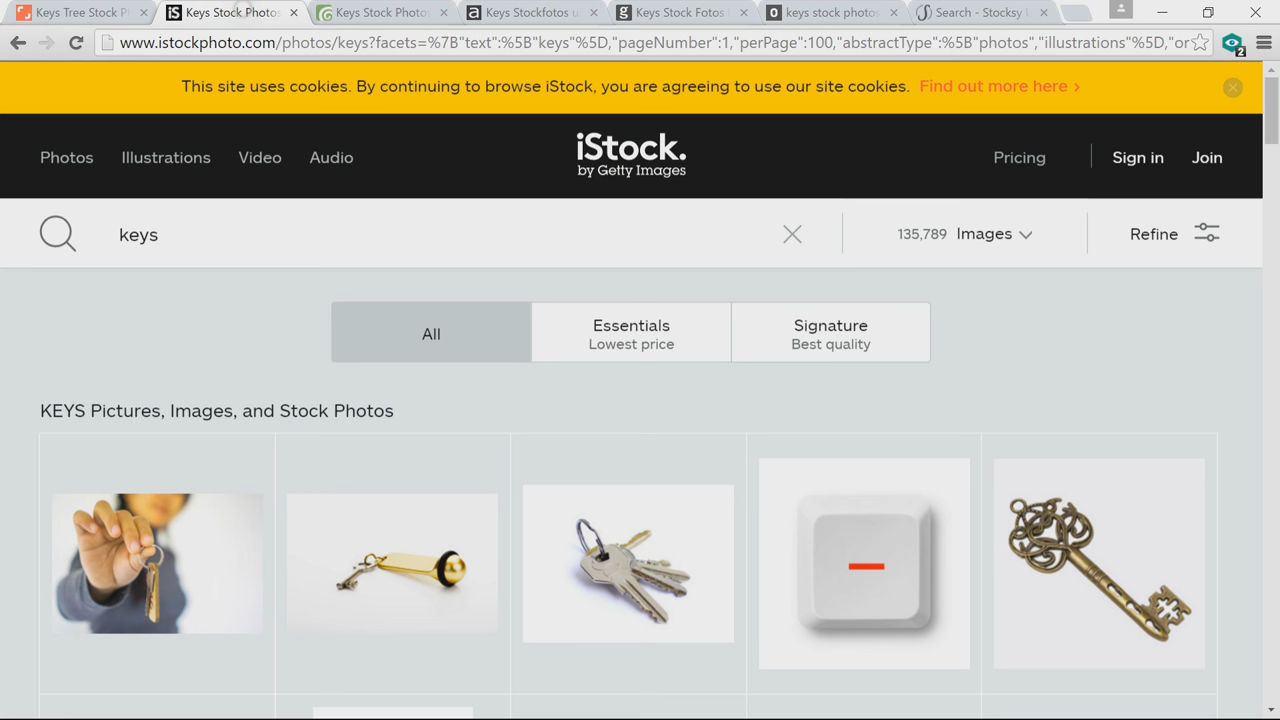 Keys Tree Stock P
Keys Stock Photos
Keys Stock Photos
Keys Stockfotos u
Keys Stock Fotos
keys stock photo
Search - Stocksy
www.istockphoto.com/photos/keys?facets=%7B"text":%5B"keys"%5D,"pageNumber":1,"perPage":100,"abstractType":%5B"photos","illustrations"%5D,"or
2
This site uses cookies. By continuing to browse iStock, you are agreeing to use our site cookies. Find out more here >
Photos Illustrations Video Audio
iStock.
by Getty Images
Pricing Sign in Join
keys
135,789 Images
Refine
All
Essentials
Lowest price
Signature
Best quality
KEYS Pictures, Images, and Stock Photos